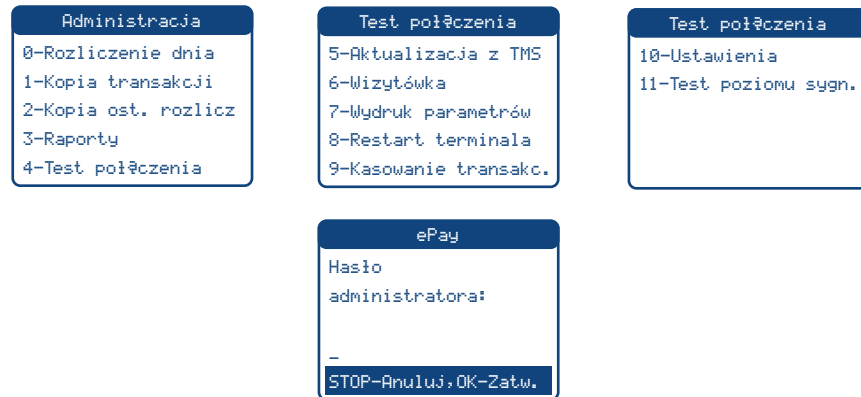 Administracja
0-Rozliczenie dnia
1-Kopia transakcji
2-Kopia ost. rozlicz
3-Raporty
4-Test połączenia
Test połączenia
5-Aktualizacja z TMS
6-Wizytówka
7-Wydruk parametrów
8-Restart terminala
9-Kasowanie transakc.
Test połączenia
10-Ustawienia
11-Test poziomu sygn.
ePay
Hasło
administratora:
_
STOP-Anuluj,OK-Zatw.